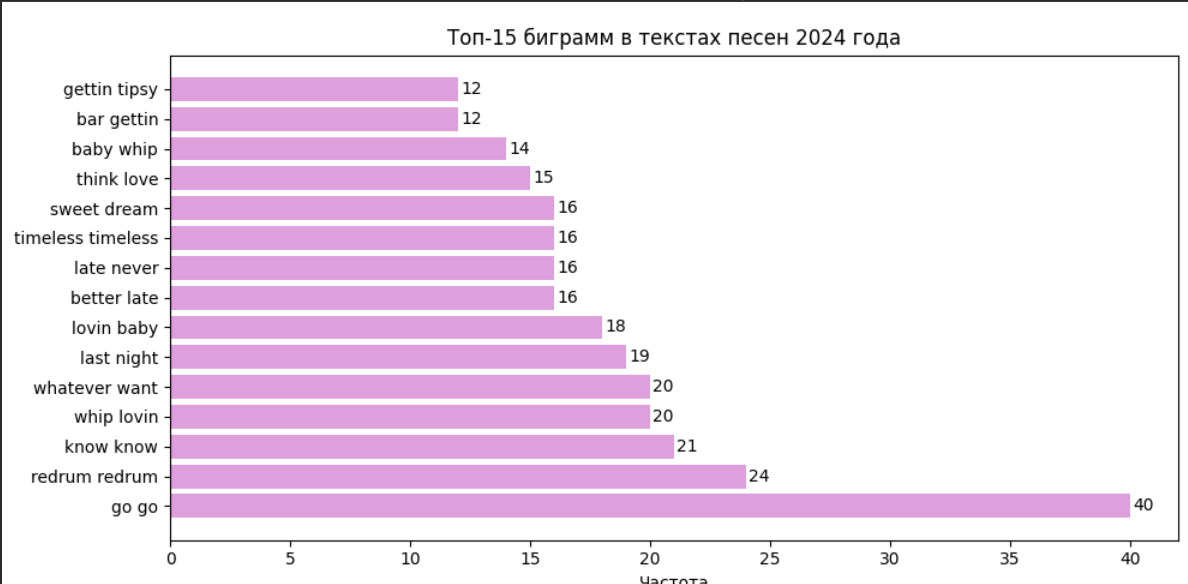 Топ-15 биграмм в текстах песен 2024 года
gettin tipsy 12
bar gettin 12
baby whip 14
think love 15
sweet dream 16
timeless timeless 16
late never 16
better late 16
lovin baby 18
last night 19
whatever want 20
whip lovin 20
know know 21
redrum redrum 24
go go 40
0 5 10 15 20 25 30 35 40
Частота